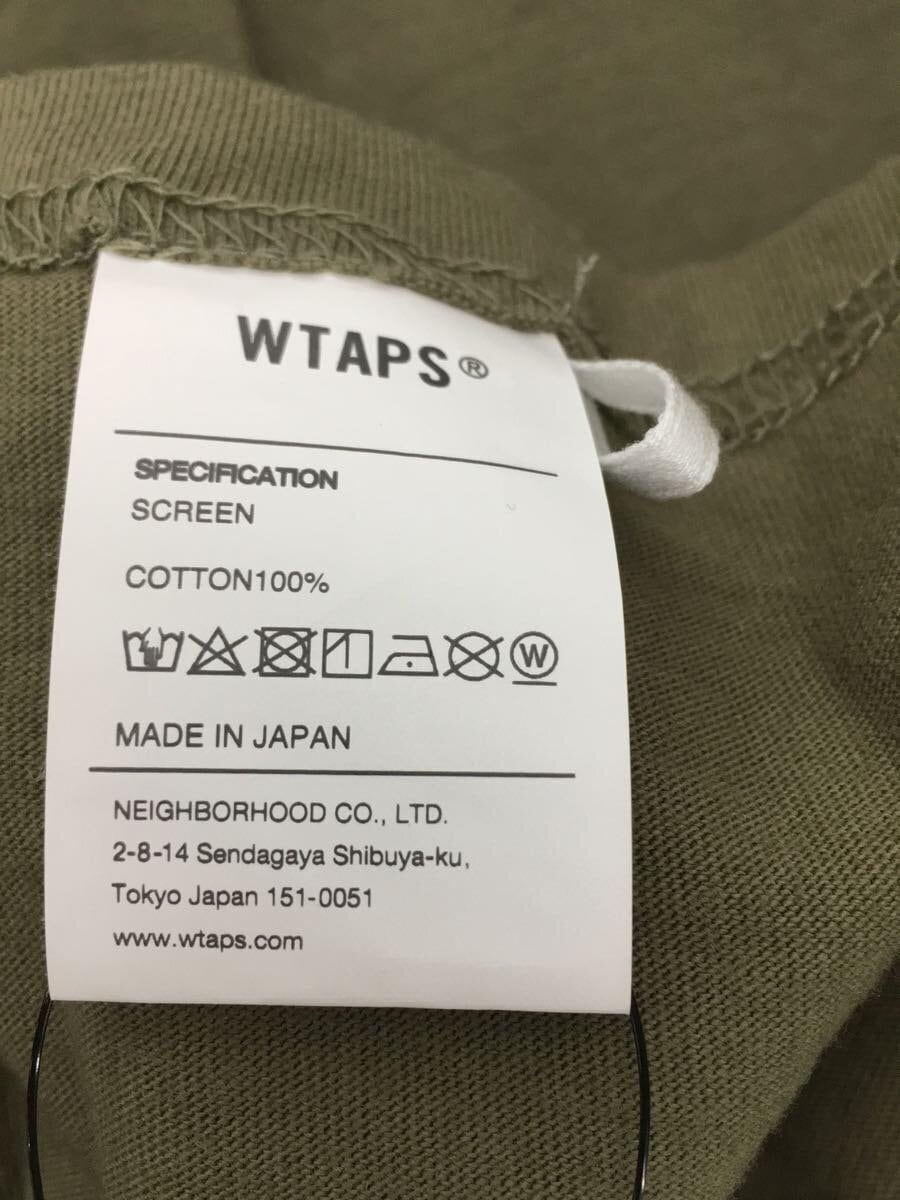 WTAPS®
SPECIFICATION
SCREEN
COTTON100%
W
MADE IN JAPAN
NEIGHBORHOOD CO., LTD.
2-8-14 Sendagaya Shibuya-ku,
Tokyo Japan 151-0051
www.wtaps.com